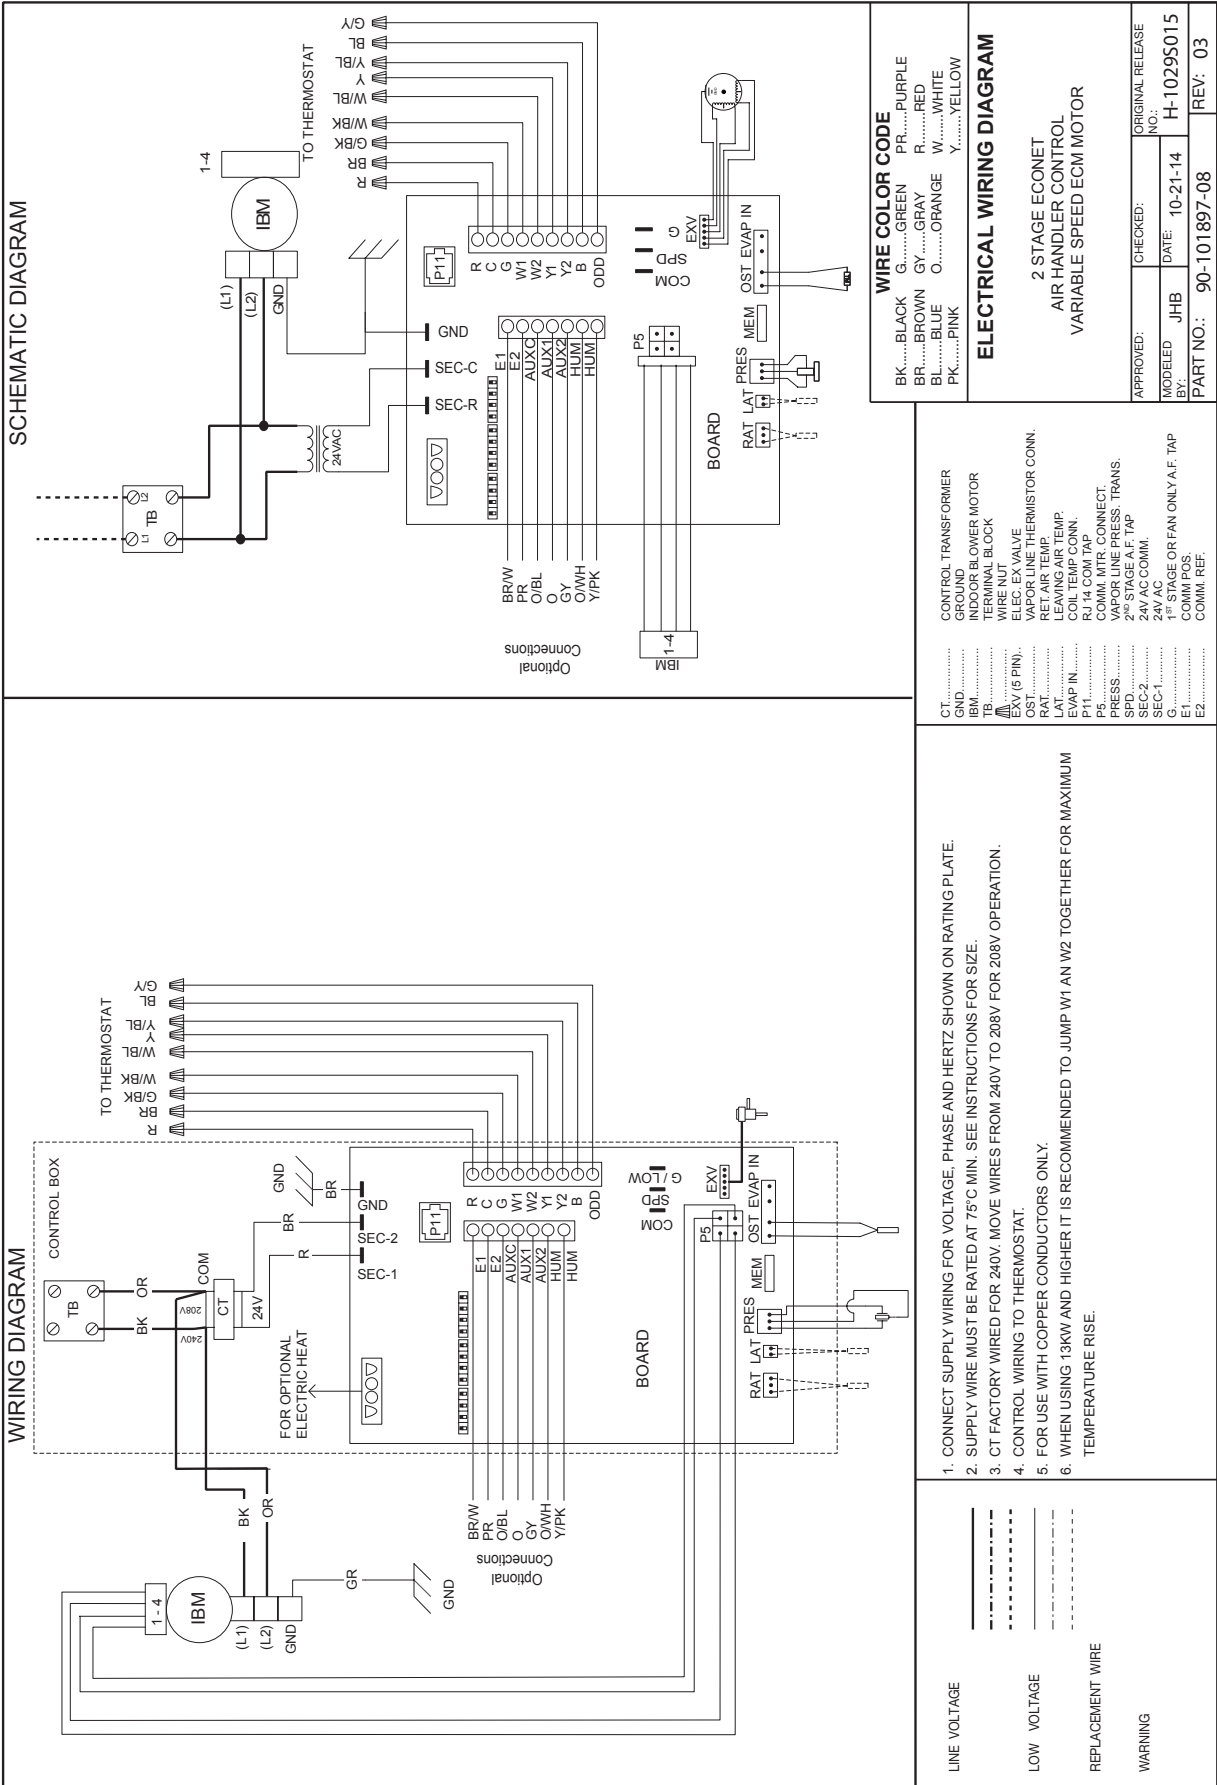 WIRING DIAGRAM
CONTROL BOX
TB
BK
OR
240V
208V
COM
CT
24V
R
BR
GND
BR
GND
SEC-2
SEC-1
FOR OPTIONAL
ELECTRIC HEAT
TO THERMOSTAT
R
BR
G/BK
W/BK
W/BL
Y
Y/BL
BL
G/Y
P11
R
C
G
W1
W2
Y1
Y2
B
ODD
E1
E2
AUXC
AUX1
AUX2
HUM
HUM
BR/W
PR
O/BL
O
GY
O/WH
Y/PK
Optional
Connections
1 - 4
IBM
(L1)
(L2)
GND
BK
OR
GR
GND
BOARD
COM
SPD
G / LOW
P5
EXV
RAT
LAT
PRES
MEM
OST
EVAP IN
SCHEMATIC DIAGRAM
L1
L2
TB
24VAC
(L1)
(L2)
GND
IBM
1-4
TO THERMOSTAT
R
BR
G/BK
W/BK
W/BL
Y
Y/BL
BL
G/Y
SEC-R
SEC-C
GND
P11
R
C
G
W1
W2
Y1
Y2
B
ODD
E1
E2
AUXC
AUX1
AUX2
HUM
HUM
BR/W
PR
O/BL
O
GY
O/WH
Y/PK
Optional
Connections
IBM
1-4
BOARD
P5
COM
SPD
G
EXV
RAT
LAT
PRES
MEM
OST
EVAP IN
LINE VOLTAGE
LOW VOLTAGE
REPLACEMENT WIRE
WARNING
1. CONNECT SUPPLY WIRING FOR VOLTAGE, PHASE AND HERTZ SHOWN ON RATING PLATE.
2. SUPPLY WIRE MUST BE RATED AT 75°C MIN. SEE INSTRUCTIONS FOR SIZE.
3. CT FACTORY WIRED FOR 240V. MOVE WIRES FROM 240V TO 208V FOR 208V OPERATION.
4. CONTROL WIRING TO THERMOSTAT.
5. FOR USE WITH COPPER CONDUCTORS ONLY.
6. WHEN USING 13KW AND HIGHER IT IS RECOMMENDED TO JUMP W1 AN W2 TOGETHER FOR MAXIMUM
TEMPERATURE RISE.
CT............... CONTROL TRANSFORMER
GND............... GROUND
IBM............... INDOOR BLOWER MOTOR
TB............... TERMINAL BLOCK
............... WIRE NUT
EXV (5 PIN).. ELEC. EX VALVE
OST............... VAPOR LINE THERMISTOR CONN.
RAT............... RET. AIR TEMP.
LAT............... LEAVING AIR TEMP.
EVAP IN............... COIL TEMP CONN.
P11............... RJ 14 COM TAP
P5............... COMM. MTR. CONNECT.
PRESS............... VAPOR LINE PRESS. TRANS.
SPD............... 2ND STAGE A.F. TAP
SEC-2............... 24V AC COMM.
SEC-1............... 24V AC
G............... 1ST STAGE OR FAN ONLY A.F. TAP
E1............... COMM POS.
E2............... COMM. REF.
WIRE COLOR CODE
BK......BLACK G.......GREEN PR......PURPLE
BR......BROWN GY.....GRAY R.......RED
BL......BLUE O.......ORANGE W.......WHITE
PK......PINK Y.......YELLOW
ELECTRICAL WIRING DIAGRAM
2 STAGE ECONET
AIR HANDLER CONTROL
VARIABLE SPEED ECM MOTOR
APPROVED:
CHECKED:
ORIGINAL RELEASE
NO.: H-1029S015
MODELED
BY: JHB
DATE: 10-21-14
PART NO.: 90-101897-08
REV: 03